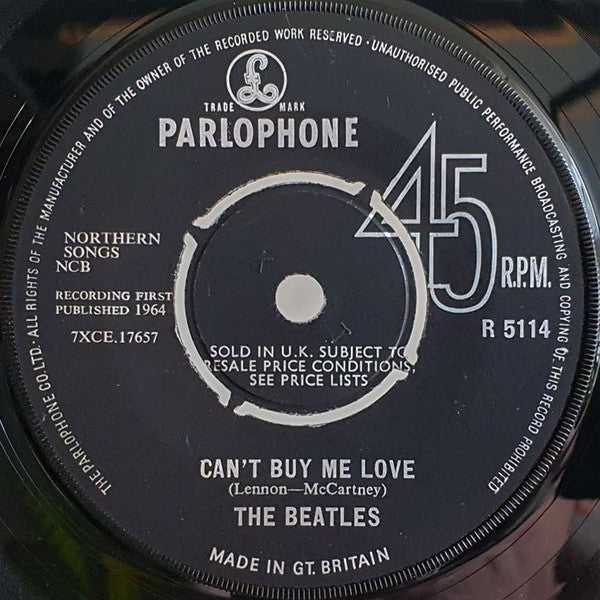 ALL RIGHTS OF THE MANUFACTURER AND OF THE OWNER OF THE RECORDED WORK RESERVED · UNAUTHORISED PUBLIC PERFORMANCE BROADCASTING AND COPYING OF THIS RECORD PROHIBITED
THE PARLOPHONE CO. LTD.
£
TRADE MARK
PARLOPHONE
45
R.P.M.
NORTHERN
SONGS
NCB
RECORDING FIRST
PUBLISHED 1964
7XCE.17657
R 5114
SOLD IN U.K. SUBJECT TO
RESALE PRICE CONDITIONS,
SEE PRICE LISTS
CAN'T BUY ME LOVE
(Lennon—McCartney)
THE BEATLES
MADE IN GT. BRITAIN